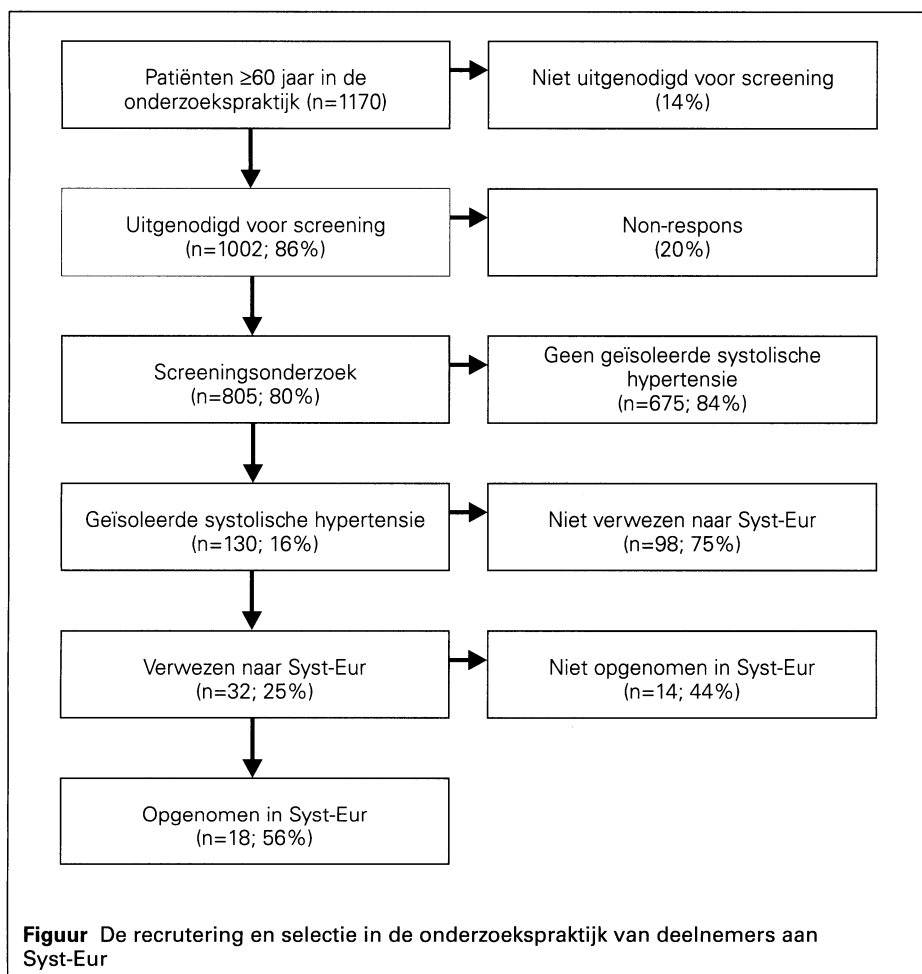 Patiënten ≥60 jaar in de
onderzoekspraktijk (n=1170)
Niet uitgenodigd voor screening
(14%)
Uitgenodigd voor screening
(n=1002; 86%)
Non-respons
(20%)
Screeningsonderzoek
(n=805; 80%)
Geen geïsoleerde systolische
hypertensie
(n=675; 84%)
Geïsoleerde systolische hypertensie
(n=130; 16%)
Niet verwezen naar Syst-Eur
(n=98; 75%)
Verwezen naar Syst-Eur
(n=32; 25%)
Niet opgenomen in Syst-Eur
(n=14; 44%)
Opgenomen in Syst-Eur
(n=18; 56%)
Figuur De recrutering en selectie in de onderzoekspraktijk van deelnemers aan
Syst-Eur